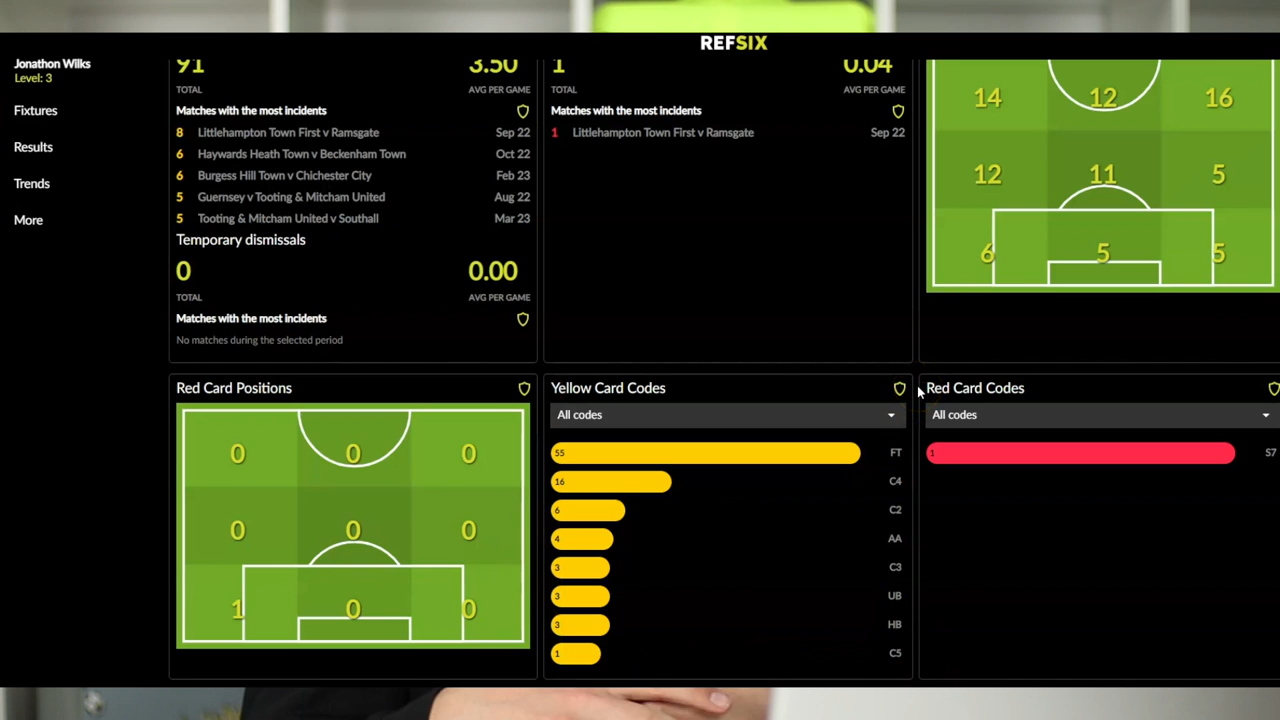 REFSIX
Jonathon Wilks
Level: 3
Fixtures
Results
Trends
More
91 3.50
TOTAL AVG PER GAME
Matches with the most incidents
8 Littlehampton Town First v Ramsgate Sep 22
6 Haywards Heath Town v Beckenham Town Oct 22
6 Burgess Hill Town v Chichester City Feb 23
5 Guernsey v Tooting & Mitcham United Aug 22
5 Tooting & Mitcham United v Southall Mar 23
Temporary dismissals
0 0.00
TOTAL AVG PER GAME
Matches with the most incidents
No matches during the selected period
1 0.04
TOTAL AVG PER GAME
Matches with the most incidents
1 Littlehampton Town First v Ramsgate Sep 22
14 12 16
12 11 5
6 5 5
Red Card Positions
0 0 0
0 0 0
1 0 0
Yellow Card Codes
All codes
55 FT
16 C4
6 C2
4 AA
3 C3
3 UB
3 HB
1 C5
Red Card Codes
All codes
1 S7